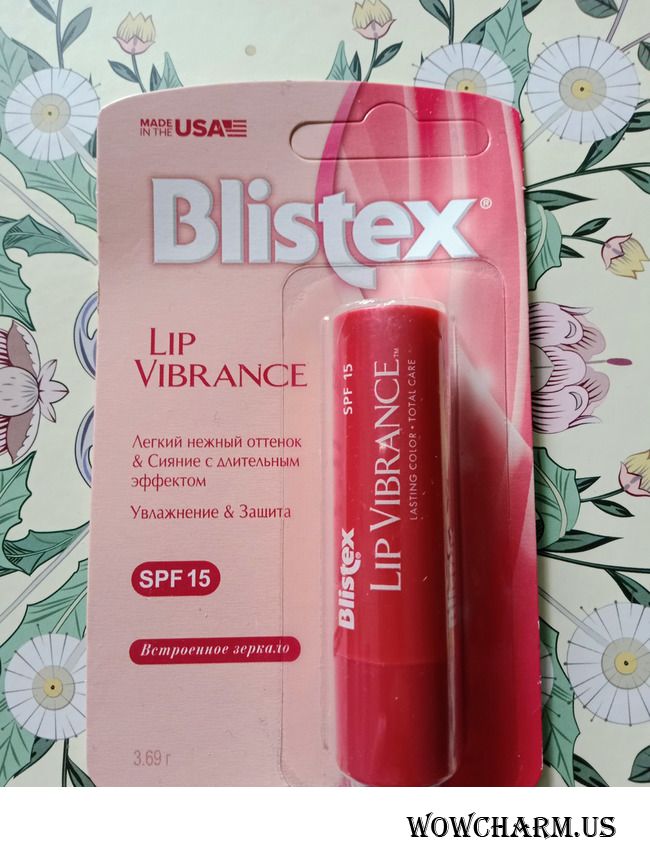 MADE
IN THE USA
Blistex®
LIP
VIBRANCE
Легкий нежный оттенок
& Сияние с длительным
эффектом
Увлажнение & Защита
SPF 15
Встроенное зеркало
3.69 г
Blistex
LIP VIBRANCE™
LASTING COLOR • TOTAL CARE
SPF 15
WOWCHARM.US